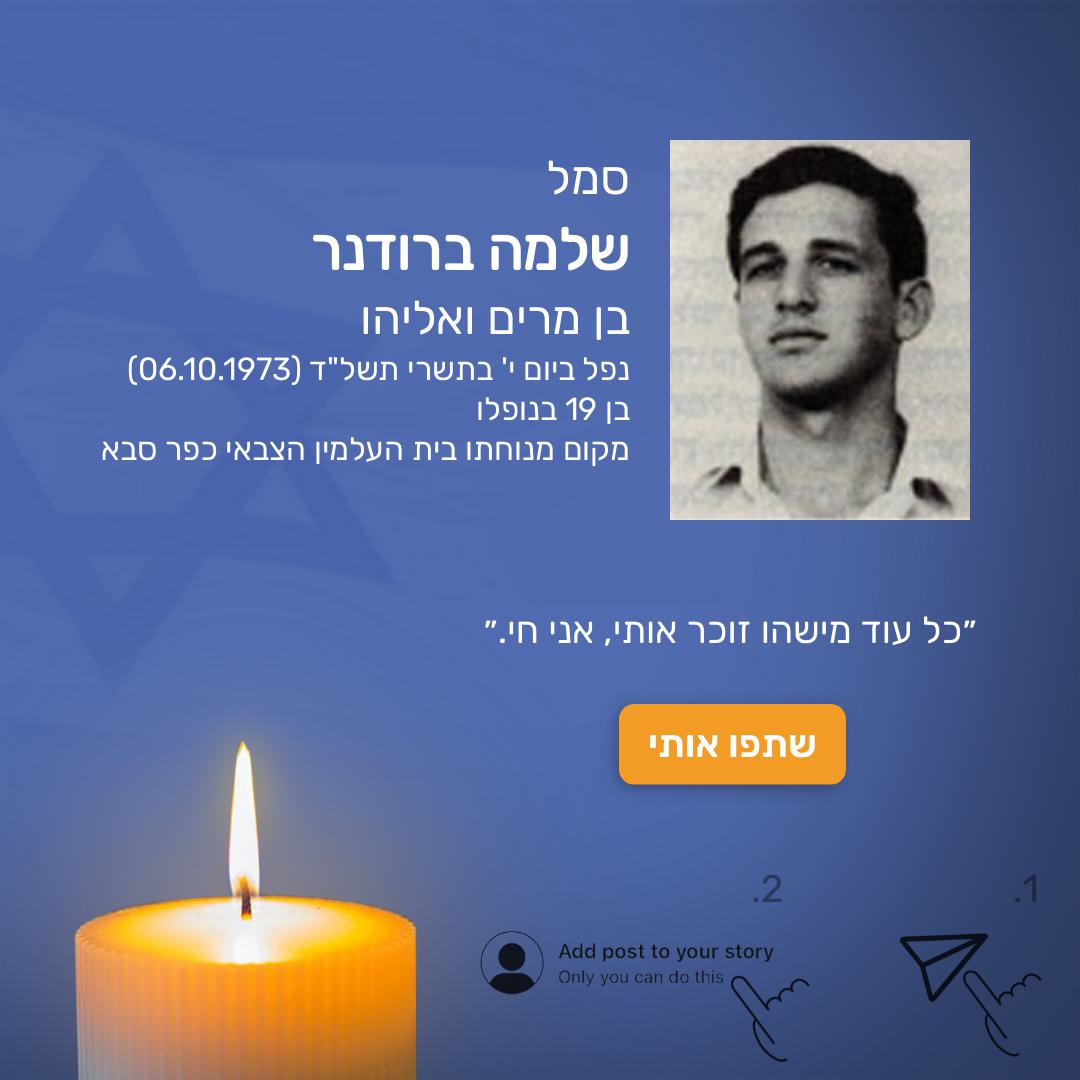 סמל
שלמה ברודנר
בן מרים ואליהו
נפל ביום י' בתשרי תשל"ד (06.10.1973)
בן 19 בנופלו
מקום מנוחתו בית העלמין הצבאי כפר סבא
״כל עוד מישהו זוכר אותי, אני חי.״
שתפו אותי
.1
.2
Add post to your story
Only you can do this